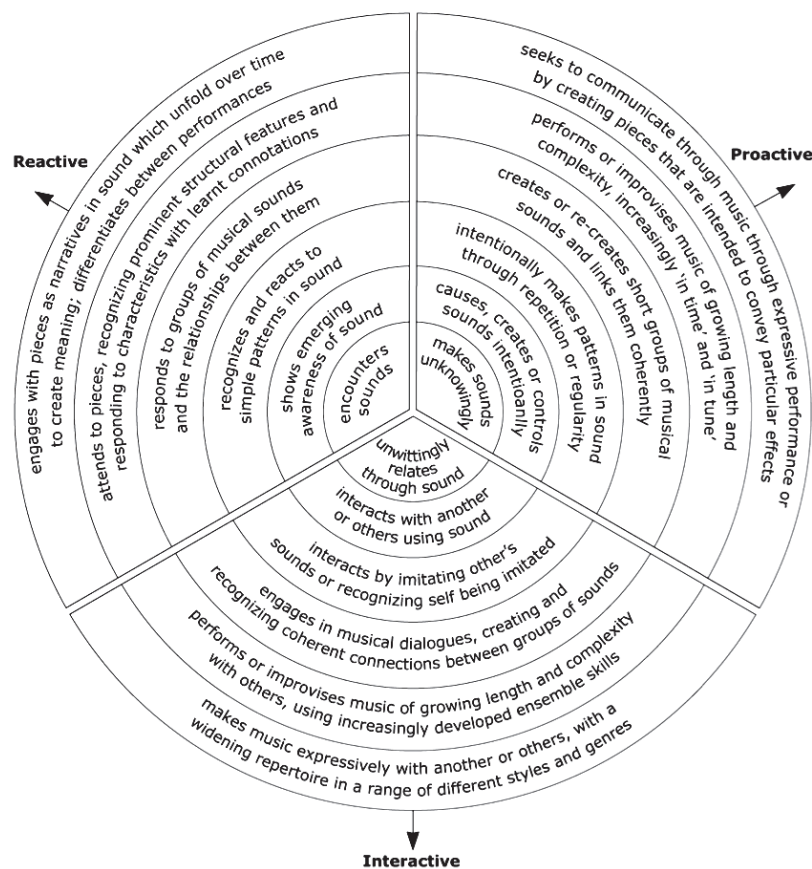 Reactive
engages with pieces as narratives in sound which unfold over time
to create meaning; differentiates between performances
attends to pieces, recognizing prominent structural features and
responding to characteristics with learnt connotations
responds to groups of musical sounds
and the relationships between them
recognizes and reacts to
simple patterns in sound
shows emerging
awareness of sound
encounters
sounds
Proactive
seeks to communicate through music through expressive performance or
by creating pieces that are intended to convey particular effects
performs or improvises music of growing length and
complexity, increasingly 'in time' and 'in tune'
creates or re-creates short groups of musical
sounds and links them coherently
intentionally makes patterns in sound
through repetition or regularity
causes, creates or controls
sounds intentioanlly
makes sounds
unknowingly
unwittingly
relates
through sound
interacts with another
or others using sound
interacts by imitating other's
sounds or recognizing self being imitated
engages in musical dialogues, creating and
recognizing coherent connections between groups of sounds
performs or improvises music of growing length and complexity
with others, using increasingly developed ensemble skills
makes music expressively with another or others, with a
widening repertoire in a range of different styles and genres
Interactive